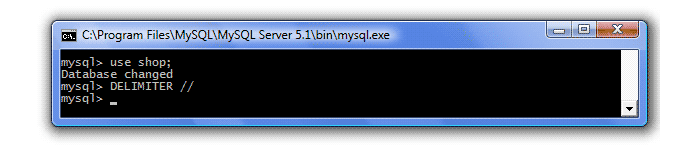 C:\Program Files\MySQL\MySQL Server 5.1\bin\mysql.exe
mysql> use shop;
Database changed
mysql> DELIMITER //
mysql>